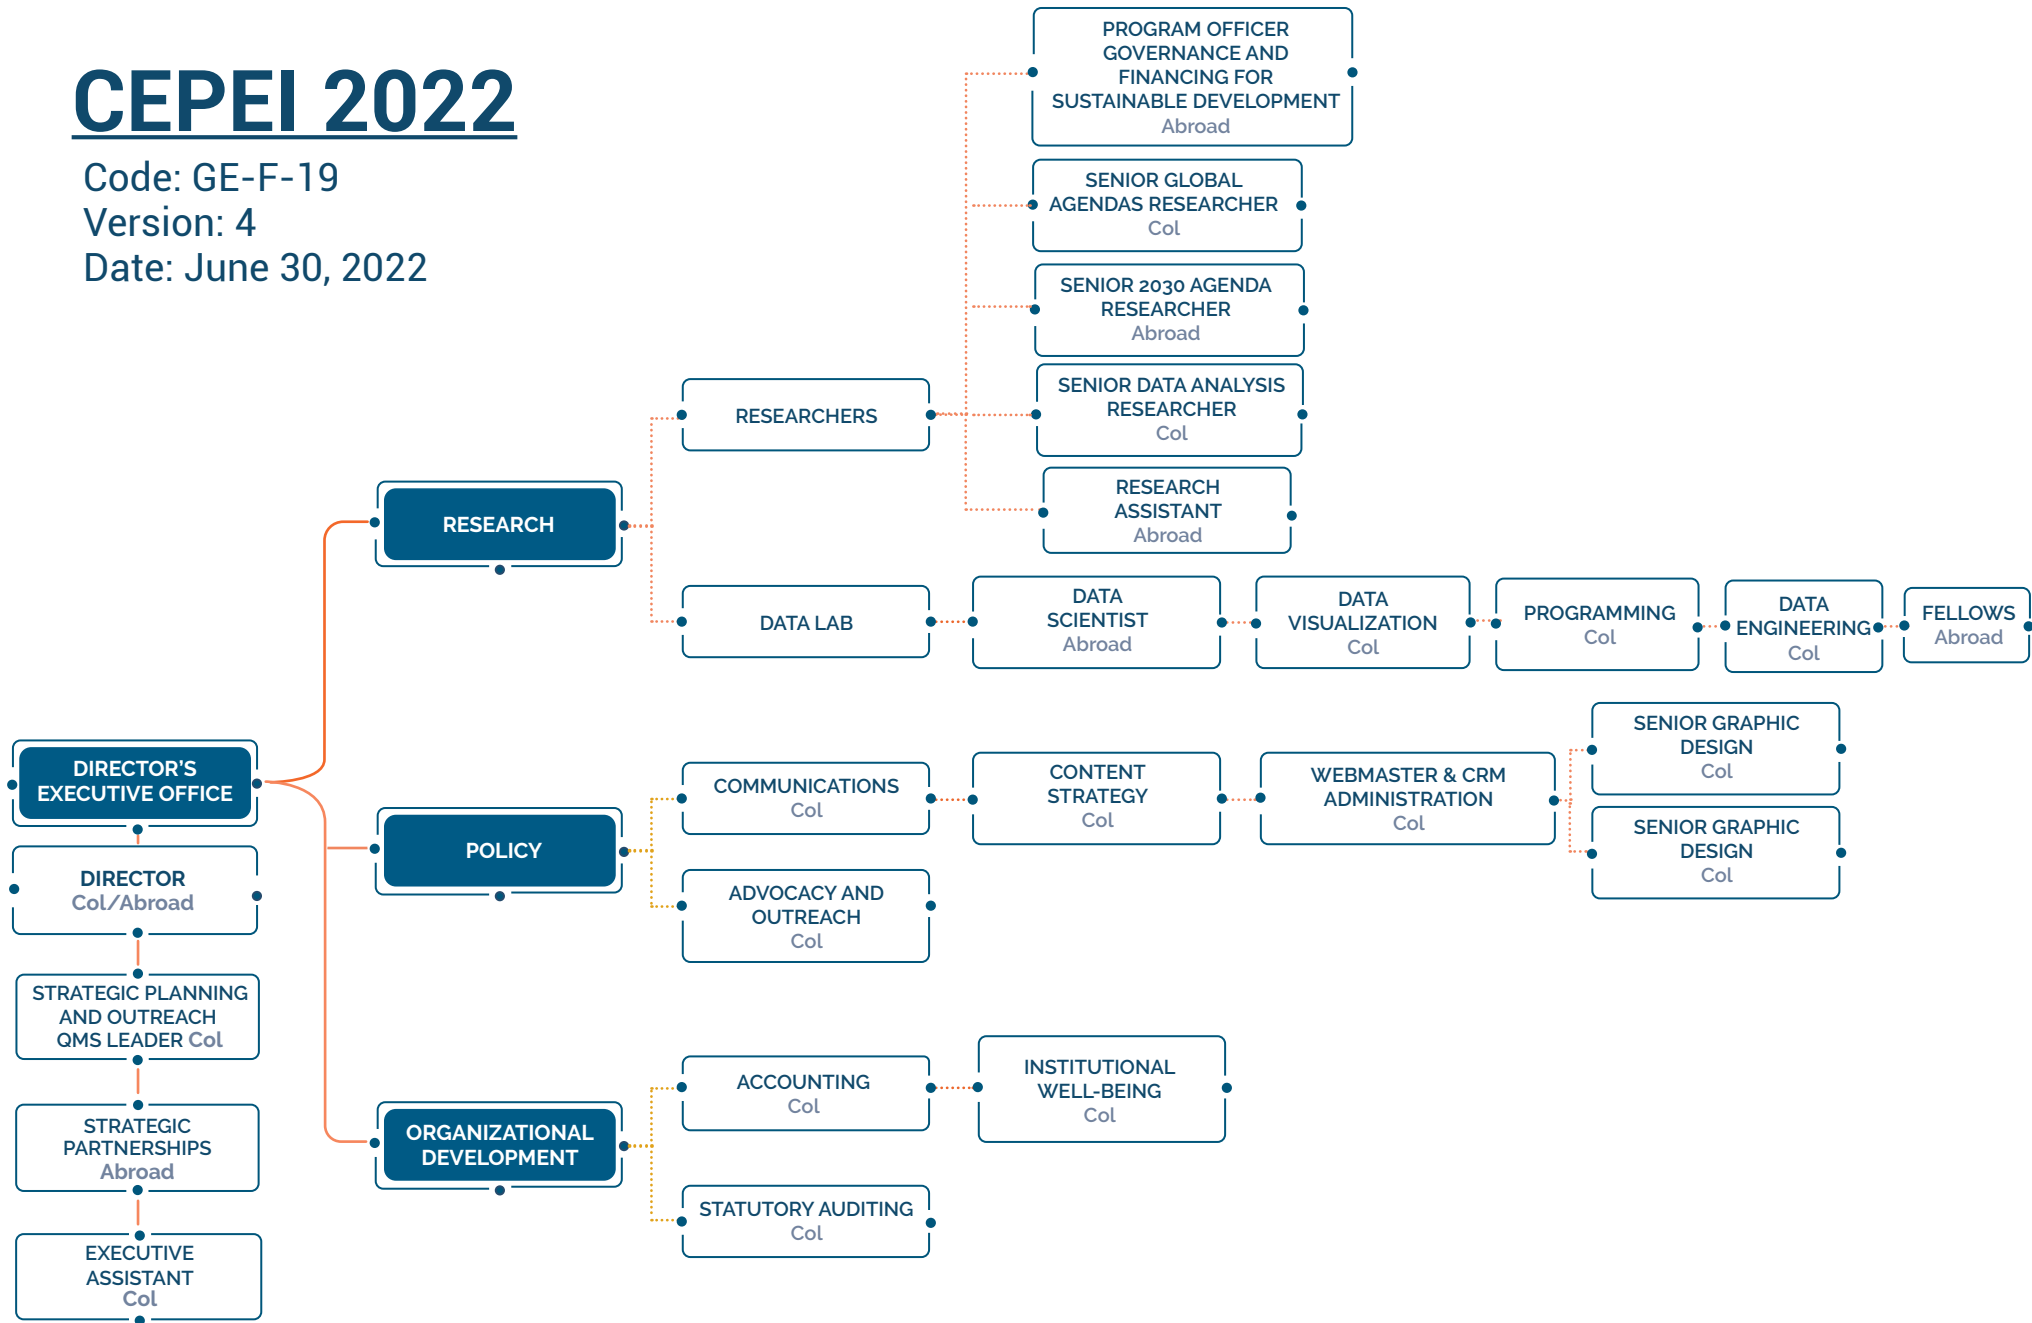 CEPEI 2022
Code: GE-F-19
Version: 4
Date: June 30, 2022
PROGRAM OFFICER
GOVERNANCE AND
FINANCING FOR
SUSTAINABLE DEVELOPMENT
Abroad
SENIOR GLOBAL
AGENDAS RESEARCHER
Col
SENIOR 2030 AGENDA
RESEARCHER
Abroad
RESEARCHERS
SENIOR DATA ANALYSIS
RESEARCHER
Col
RESEARCH
ASSISTANT
Abroad
RESEARCH
DATA LAB
DATA
SCIENTIST
Abroad
DATA
VISUALIZATION
Col
PROGRAMMING
Col
DATA
ENGINEERING
Col
FELLOWS
Abroad
DIRECTOR'S
EXECUTIVE OFFICE
DIRECTOR
Col/Abroad
STRATEGIC PLANNING
AND OUTREACH
QMS LEADER Col
STRATEGIC
PARTNERSHIPS
Abroad
EXECUTIVE
ASSISTANT
Col
POLICY
COMMUNICATIONS
Col
CONTENT
STRATEGY
Col
WEBMASTER & CRM
ADMINISTRATION
Col
SENIOR GRAPHIC
DESIGN
Col
SENIOR GRAPHIC
DESIGN
Col
ADVOCACY AND
OUTREACH
Col
ORGANIZATIONAL
DEVELOPMENT
ACCOUNTING
Col
INSTITUTIONAL
WELL-BEING
Col
STATUTORY AUDITING
Col